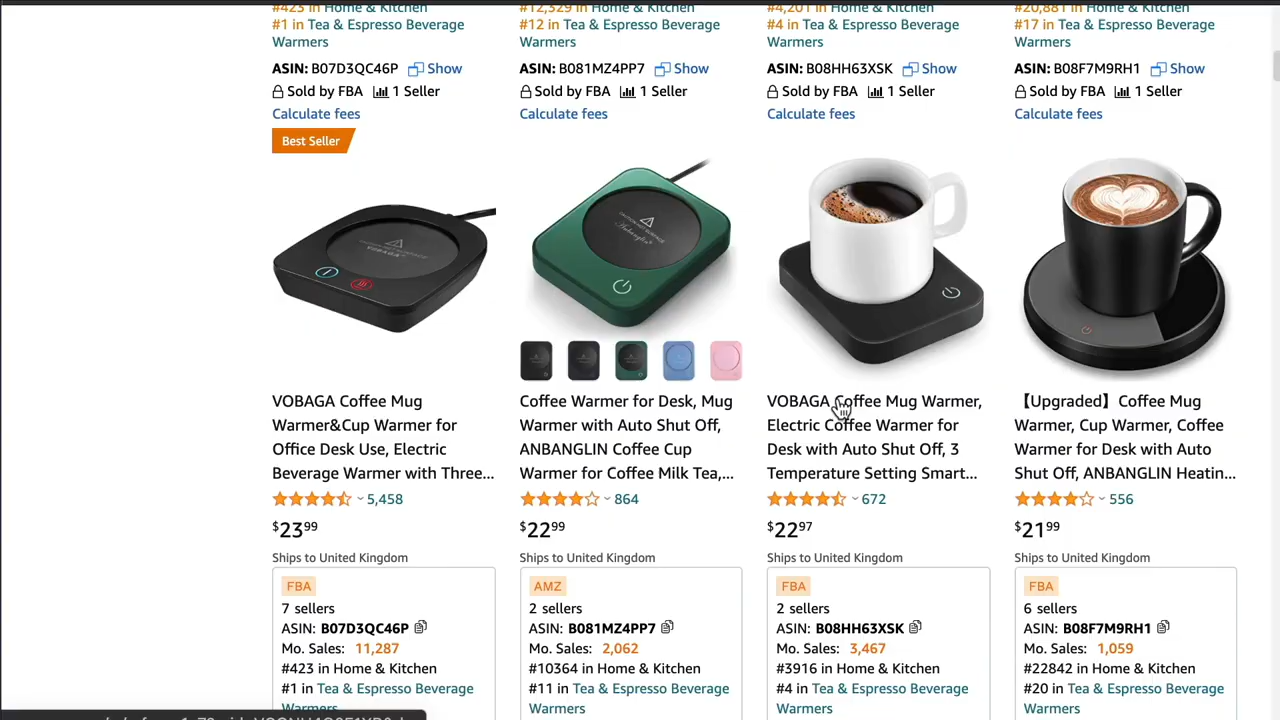 #423 in Home & Kitchen
#1 in Tea & Espresso Beverage
Warmers
ASIN: B07D3QC46P Show
Sold by FBA 1 Seller
Calculate fees
Best Seller
VOBAGA Coffee Mug
Warmer&Cup Warmer for
Office Desk Use, Electric
Beverage Warmer with Three...
5,458
$23.99
Ships to United Kingdom
FBA
7 sellers
ASIN: B07D3QC46P
Mo. Sales: 11,287
#423 in Home & Kitchen
#1 in Tea & Espresso Beverage
Warmers
#12,329 in Home & Kitchen
#12 in Tea & Espresso Beverage
Warmers
ASIN: B081MZ4PP7 Show
Sold by FBA 1 Seller
Calculate fees
Coffee Warmer for Desk, Mug
Warmer with Auto Shut Off,
ANBANGLIN Coffee Cup
Warmer for Coffee Milk Tea,...
864
$22.99
Ships to United Kingdom
AMZ
2 sellers
ASIN: B081MZ4PP7
Mo. Sales: 2,062
#10364 in Home & Kitchen
#11 in Tea & Espresso Beverage
Warmers
#4,201 in Home & Kitchen
#4 in Tea & Espresso Beverage
Warmers
ASIN: B08HH63XSK Show
Sold by FBA 1 Seller
Calculate fees
VOBAGA Coffee Mug Warmer,
Electric Coffee Warmer for
Desk with Auto Shut Off, 3
Temperature Setting Smart...
672
$22.97
Ships to United Kingdom
FBA
2 sellers
ASIN: B08HH63XSK
Mo. Sales: 3,467
#3916 in Home & Kitchen
#4 in Tea & Espresso Beverage
Warmers
#20,881 in Home & Kitchen
#17 in Tea & Espresso Beverage
Warmers
ASIN: B08F7M9RH1 Show
Sold by FBA 1 Seller
Calculate fees
【Upgraded】Coffee Mug
Warmer, Cup Warmer, Coffee
Warmer for Desk with Auto
Shut Off, ANBANGLIN Heatin...
556
$21.99
Ships to United Kingdom
FBA
6 sellers
ASIN: B08F7M9RH1
Mo. Sales: 1,059
#22842 in Home & Kitchen
#20 in Tea & Espresso Beverage
Warmers